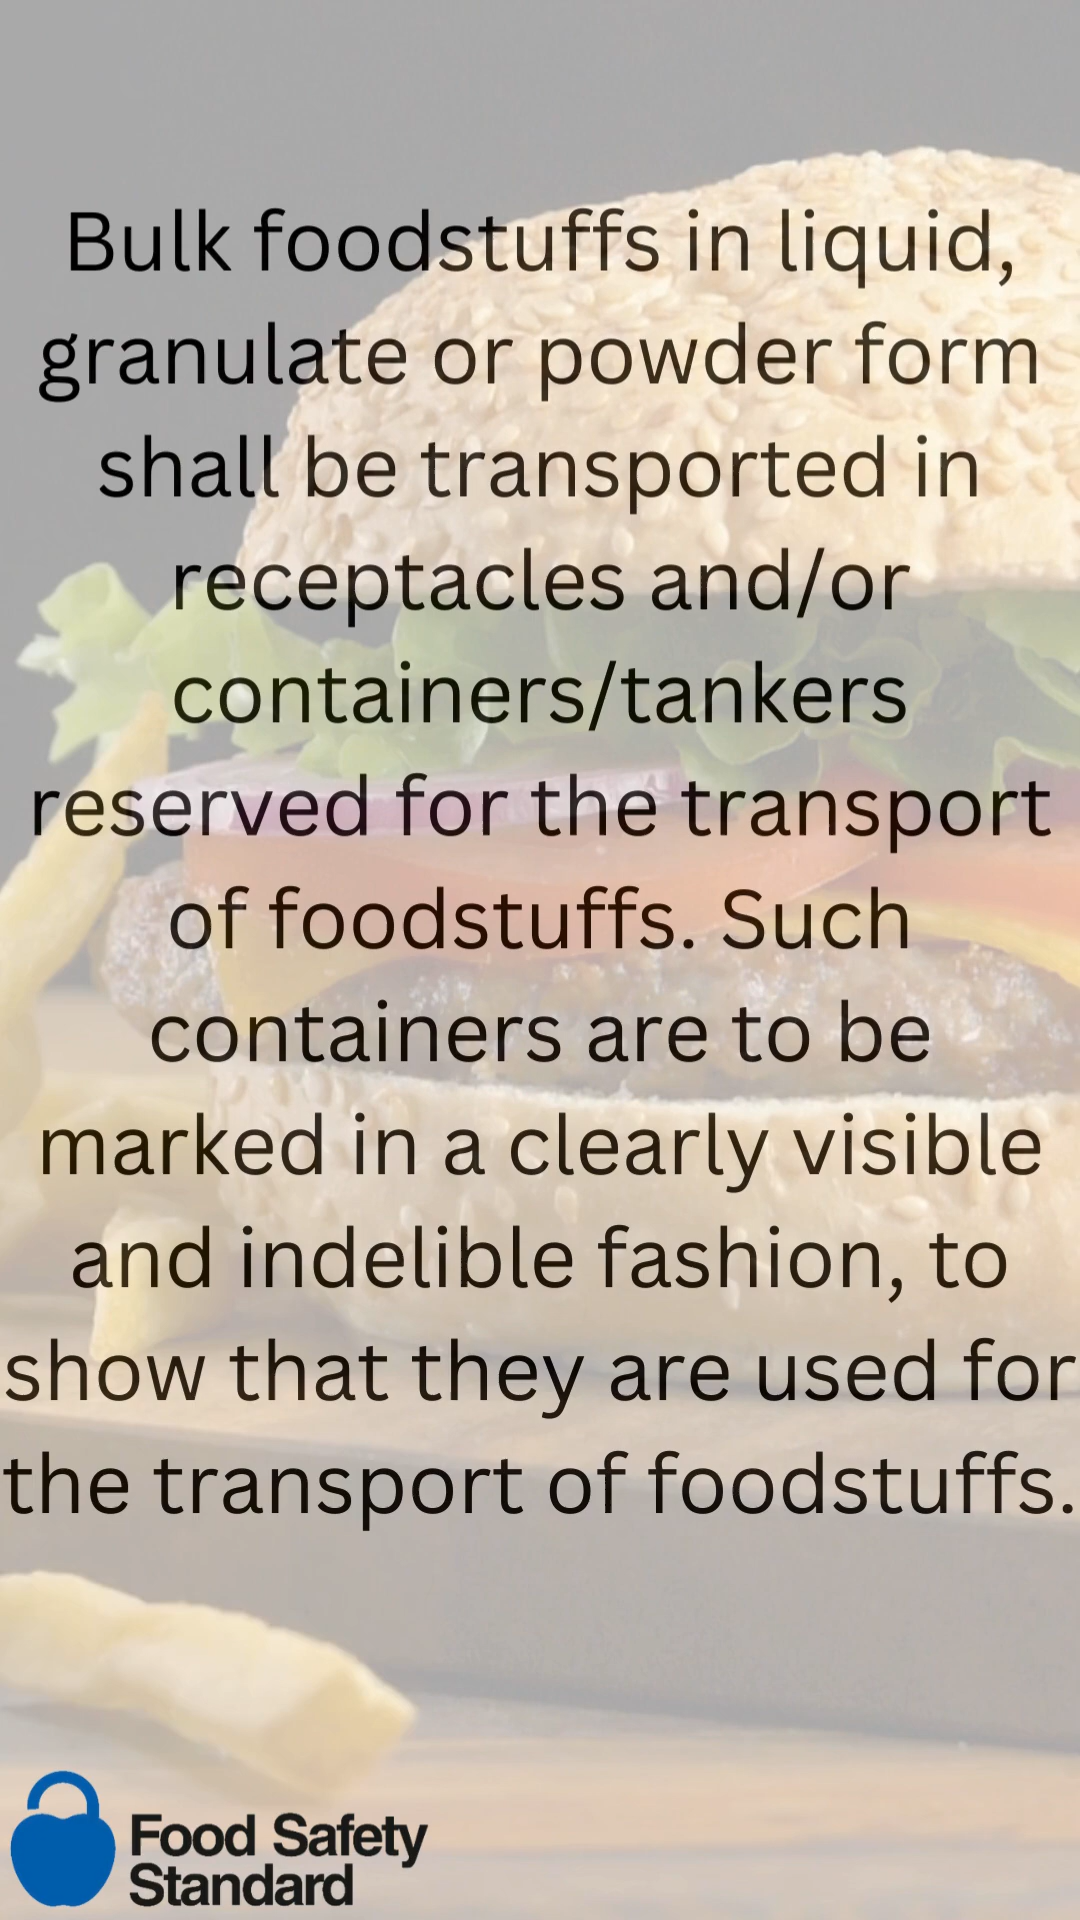 Bulk foodstuffs in liquid,
granulate or powder form
shall be transported in
receptacles and/or
containers/tankers
reserved for the transport
of foodstuffs. Such
containers are to be
marked in a clearly visible
and indelible fashion, to
show that they are used for
the transport of foodstuffs.
Food Safety
Standard